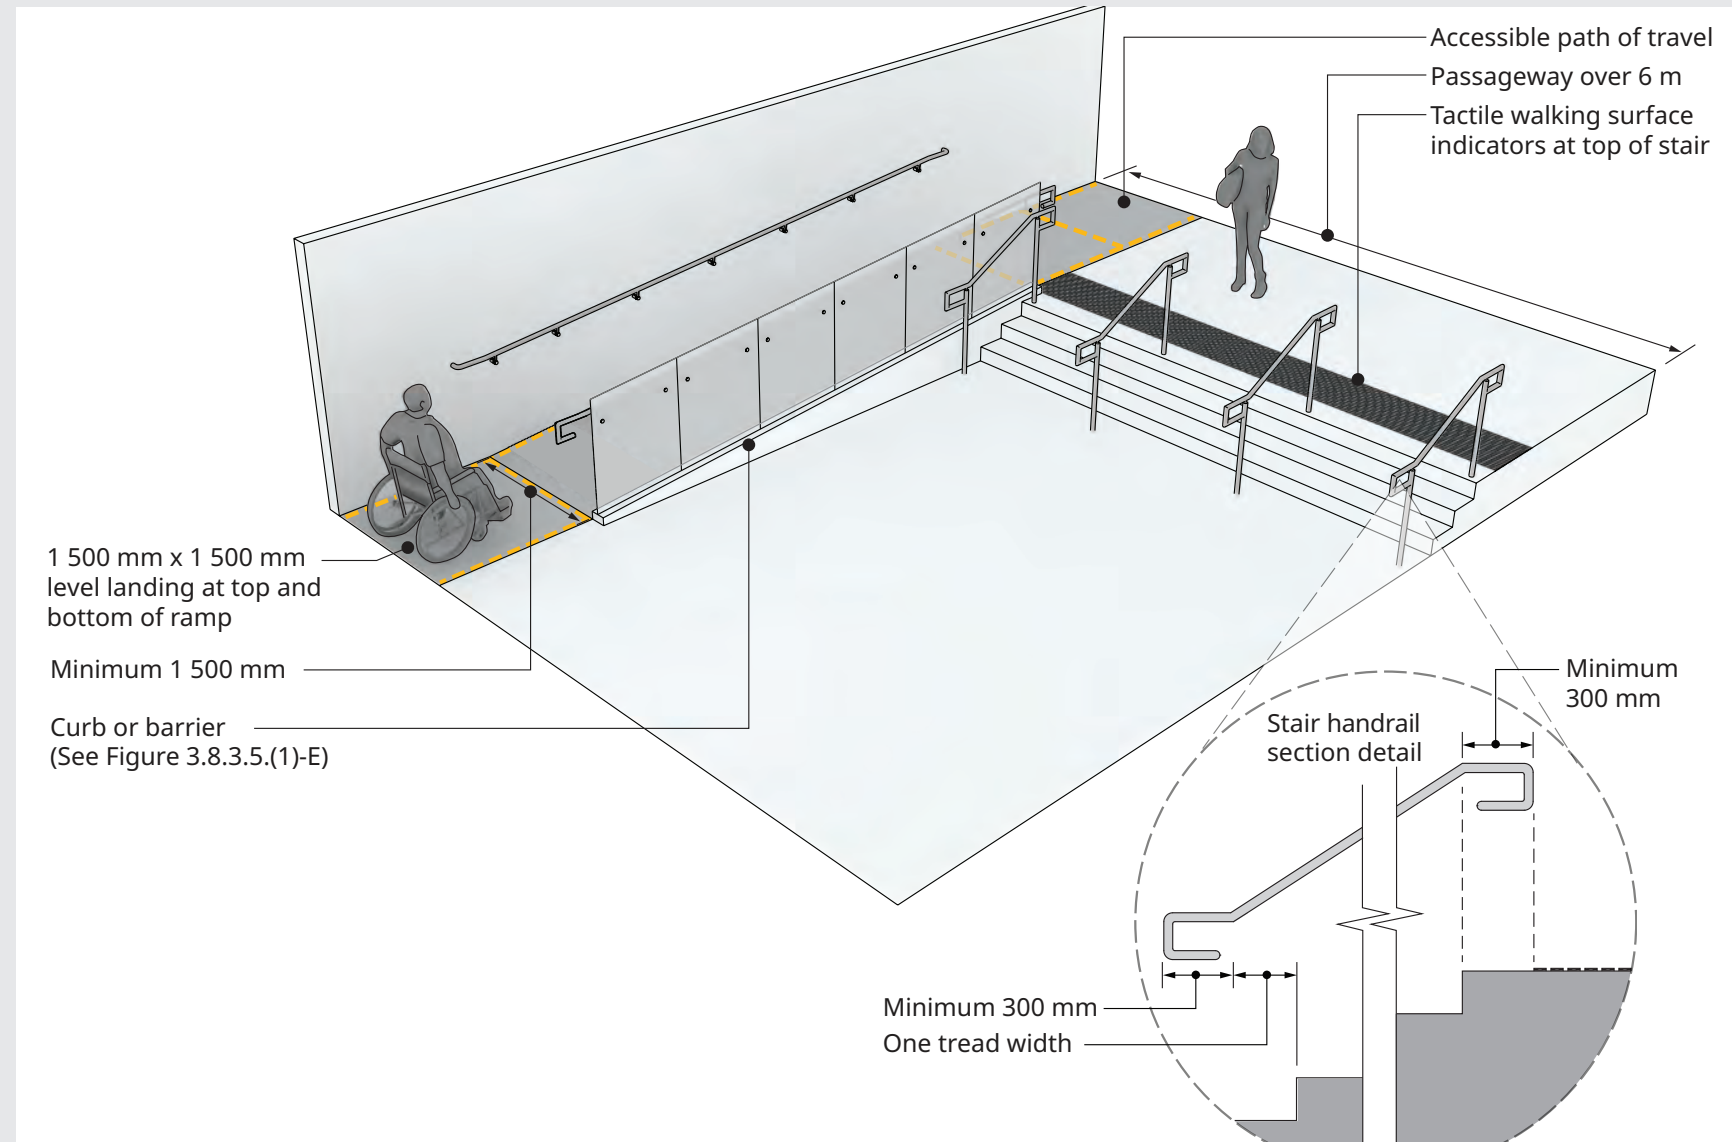 Accessible path of travel
Passageway over 6 m
Tactile walking surface
indicators at top of stair
1 500 mm x 1 500 mm
level landing at top and
bottom of ramp
Minimum 1 500 mm
Curb or barrier
(See Figure 3.8.3.5.(1)-E)
Minimum
300 mm
Stair handrail
section detail
Minimum 300 mm
One tread width